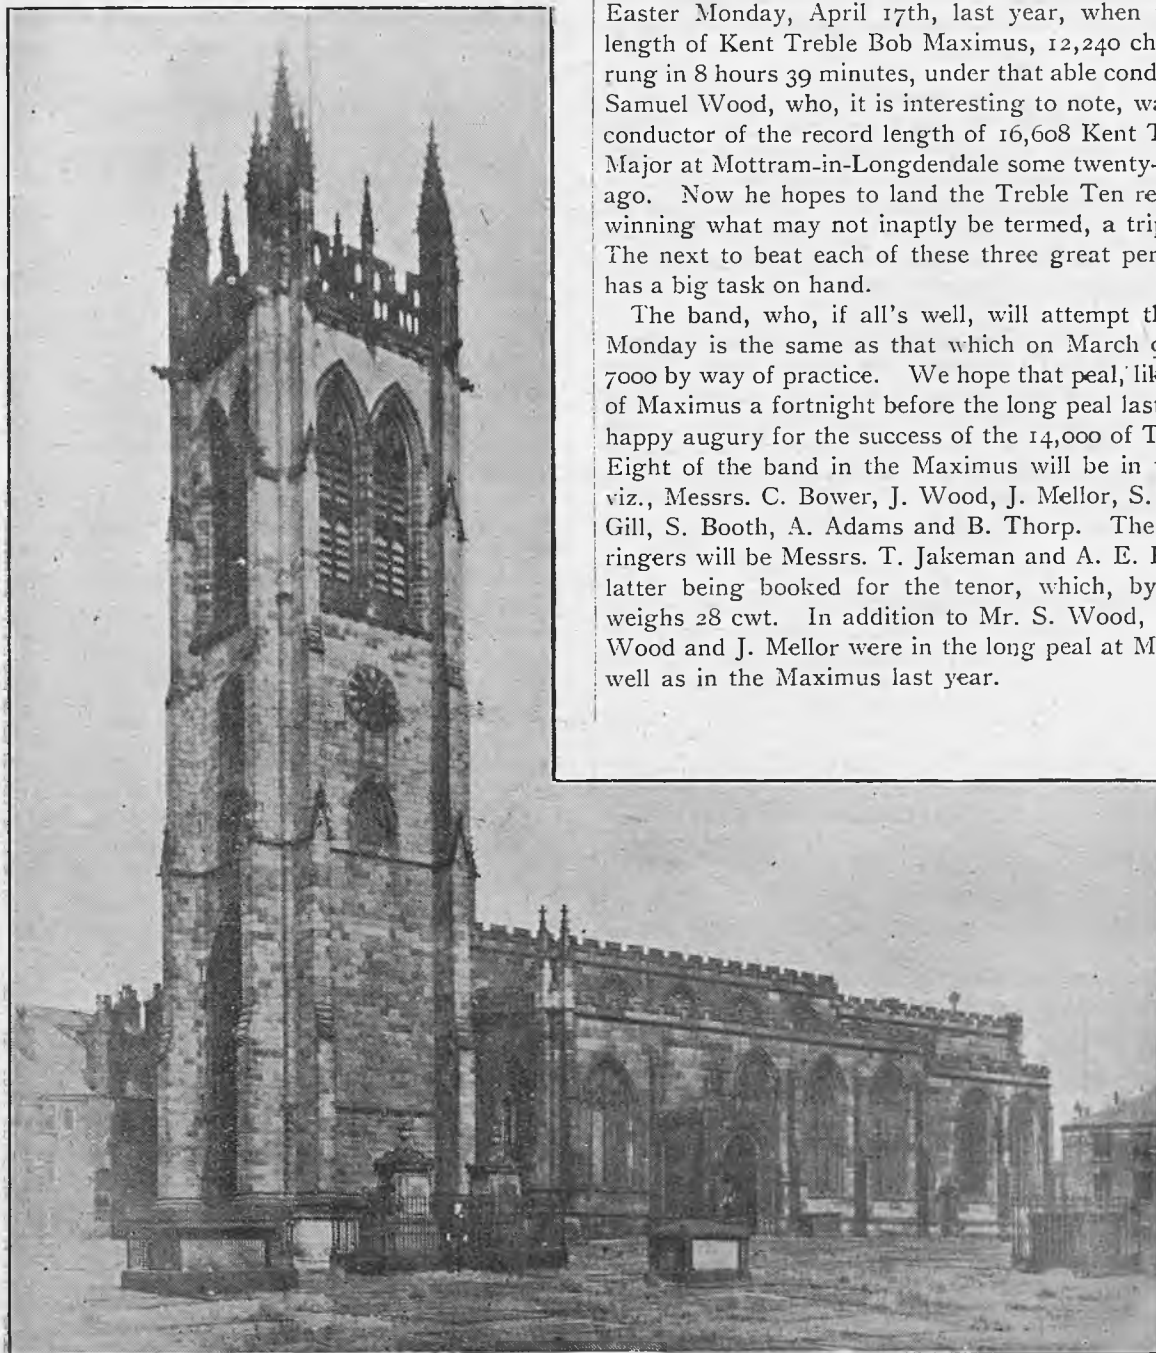 Easter Monday, April 17th, last year, when
length of Kent Treble Bob Maximus, 12,240 ch
rung in 8 hours 39 minutes, under that able cond
Samuel Wood, who, it is interesting to note, wa
conductor of the record length of 16,608 Kent T
Major at Mottram-in-Longdendale some twenty-
ago. Now he hopes to land the Treble Ten re
winning what may not inaptly be termed, a tri
The next to beat each of these three great per
has a big task on hand.
The band, who, if all's well, will attempt th
Monday is the same as that which on March
7000 by way of practice. We hope that peal, lik
of Maximus a fortnight before the long peal last
happy augury for the success of the 14,000 of T
Eight of the band in the Maximus will be in
viz., Messrs. C. Bower, J. Wood, J. Mellor, S.
Gill, S. Booth, A. Adams and B. Thorp. The
ringers will be Messrs. T. Jakeman and A. E.
latter being booked for the tenor, which, by
weighs 28 cwt. In addition to Mr. S. Wood,
Wood and J. Mellor were in the long peal at M
well as in the Maximus last year.